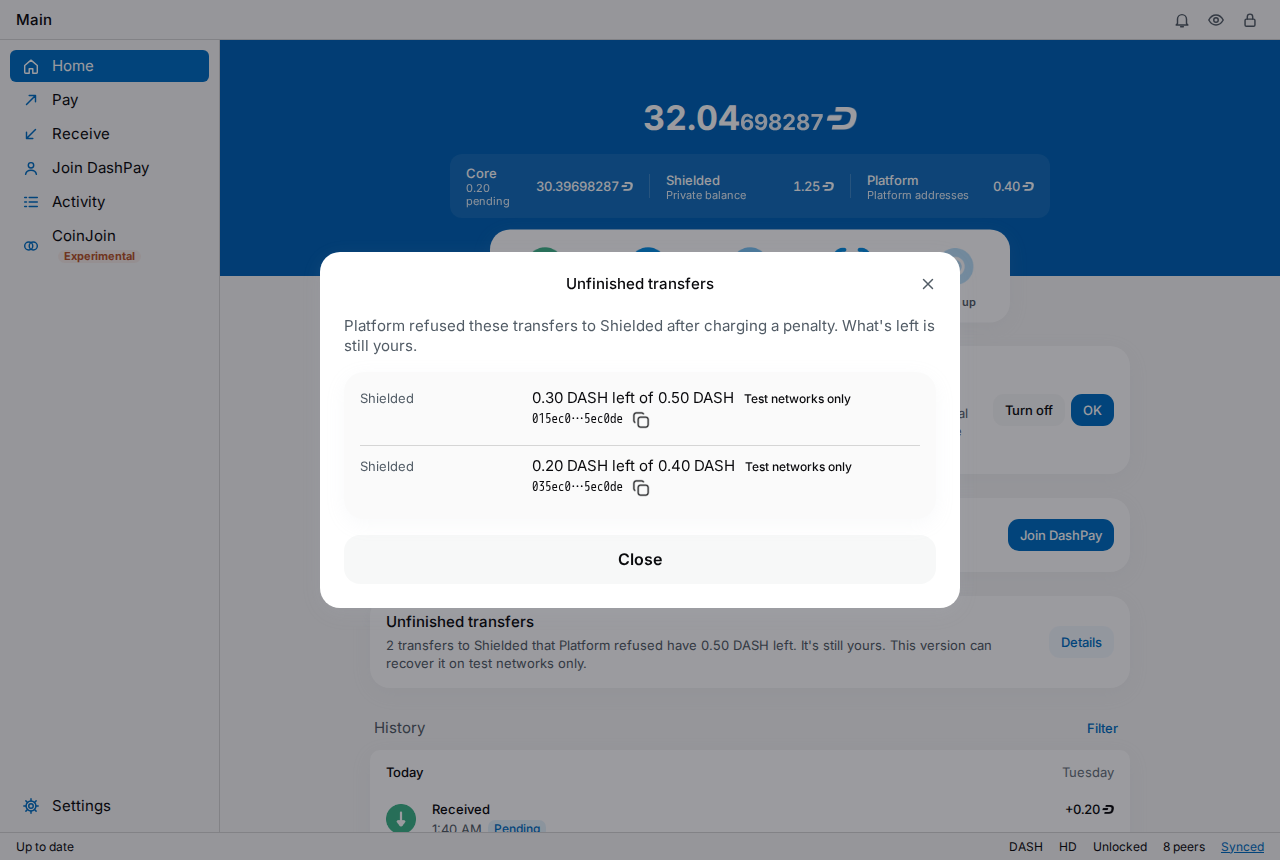 Main
Home
Pay
Receive
Join DashPay
Activity
CoinJoin
Experimental
Settings
32.04698287
Core
0.20
pending
30.39698287
Shielded
Private balance
1.25
Platform
Platform addresses
0.40
up
Unfinished transfers
Platform refused these transfers to Shielded after charging a penalty. What's left is
still yours.
Shielded
0.30 DASH left of 0.50 DASH Test networks only
015ec0···5ec0de
Shielded
0.20 DASH left of 0.40 DASH Test networks only
035ec0···5ec0de
Close
Turn off
OK
Join DashPay
Unfinished transfers
2 transfers to Shielded that Platform refused have 0.50 DASH left. It's still yours. This version can
recover it on test networks only.
Details
History
Filter
Today
Tuesday
Received
+0.20
1:40 AM Pending
Up to date
DASH
HD
Unlocked
8 peers
Synced